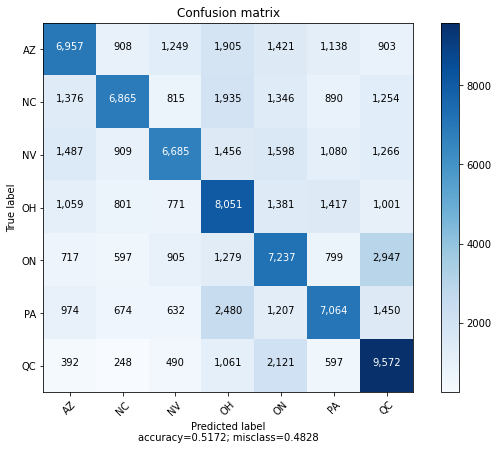 Confusion matrix
AZ 6,957 908 1,249 1,905 1,421 1,138 903
NC 1,376 6,865 815 1,935 1,346 890 1,254
NV 1,487 909 6,685 1,456 1,598 1,080 1,266
OH 1,059 801 771 8,051 1,381 1,417 1,001
ON 717 597 905 1,279 7,237 799 2,947
PA 974 674 632 2,480 1,207 7,064 1,450
QC 392 248 490 1,061 2,121 597 9,572
True label
AZ NC NV OH ON PA QC
Predicted label
accuracy=0.5172; misclass=0.4828
8000
6000
4000
2000